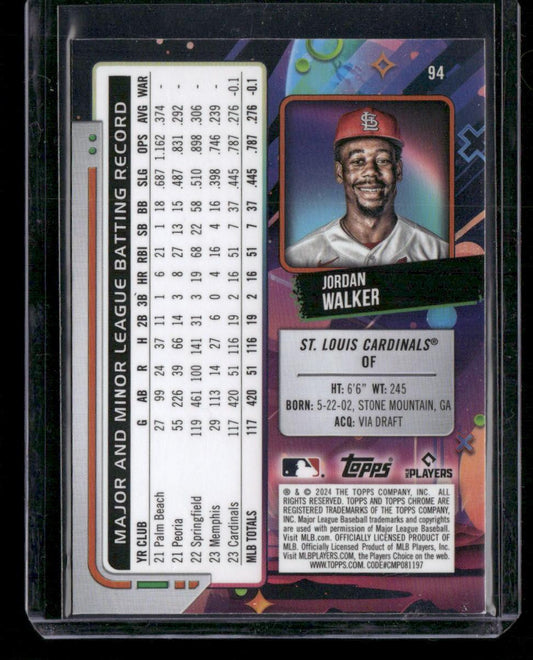 94
JORDAN
WALKER
ST. LOUIS CARDINALS®
OF
HT: 6'6" WT: 245
BORN: 5-22-02, STONE MOUNTAIN, GA
ACQ: VIA DRAFT
topps
MLB PLAYERS
® & © 2024 THE TOPPS COMPANY, INC. ALL
RIGHTS RESERVED. TOPPS AND TOPPS CHROME ARE
REGISTERED TRADEMARKS OF THE TOPPS COMPANY,
INC. Major League Baseball trademarks and copyrights
are used with permission of Major League Baseball.
Visit MLB.com. OFFICIALLY LICENSED PRODUCT OF
MLB. Officially Licensed Product of MLB Players, Inc.
Visit MLBPLAYERS.com, the Players Choice on the web.
WWW.TOPPS.COM. CODE#CMP081197
MAJOR AND MINOR LEAGUE BATTING RECORD
YR CLUB G AB R H 2B 3B HR RBI SB BB SLG OPS AVG WAR
21 Palm Beach 27 99 24 37 11 1 6 21 1 18 .687 1.162 .374 -
21 Peoria 55 226 39 66 14 3 8 27 13 15 .487 .831 .292 -
22 Springfield 119 461 100 141 31 3 19 68 22 58 .510 .898 .306 -
23 Memphis 29 113 14 27 6 0 4 16 4 16 .398 .746 .239 -
23 Cardinals 117 420 51 116 19 2 16 51 7 37 .445 .787 .276 -0.1
MLB TOTALS 117 420 51 116 19 2 16 51 7 37 .445 .787 .276 -0.1